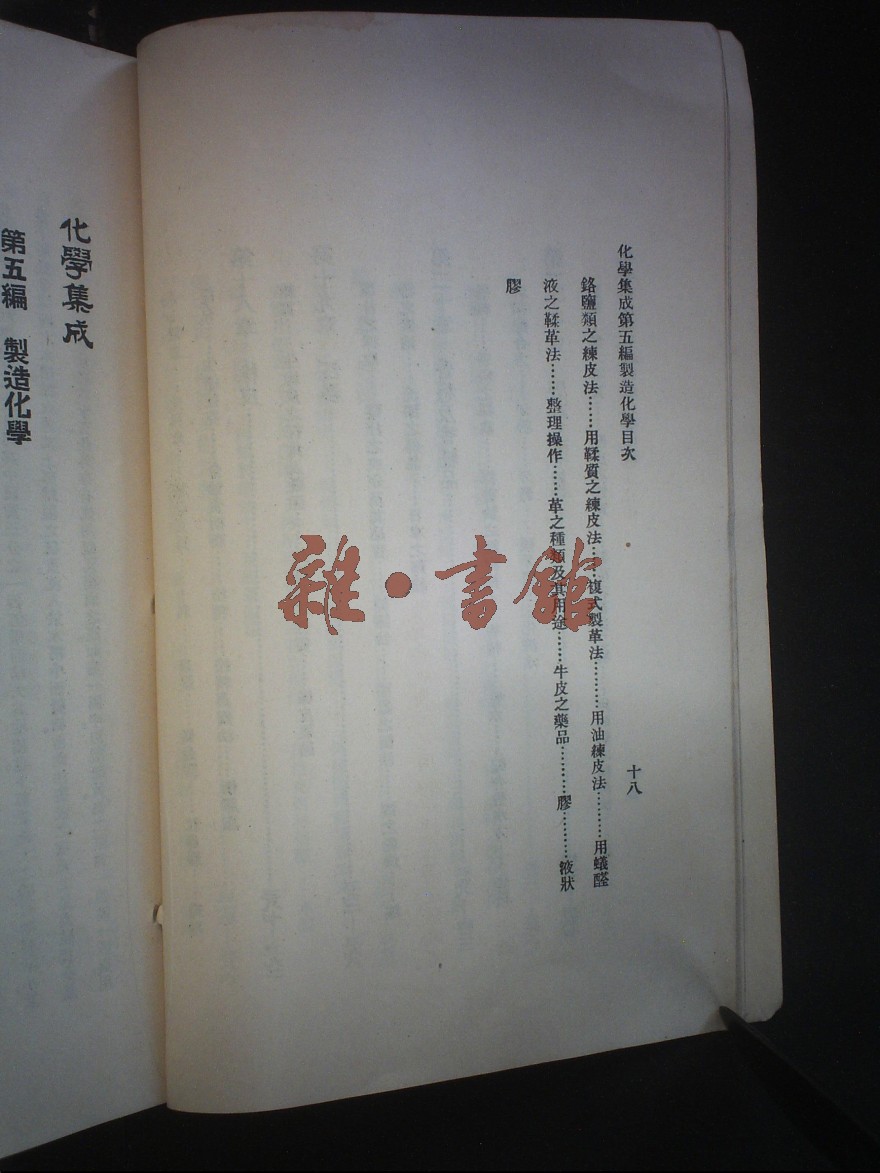 化學集成第五編製造化學目次
十八
鉻鹽類之練皮法……用鞣質之練皮法……複式製革法………用油練皮法………用蟻醛
液之鞣革法……整理操作……革之種類及其用途……牛皮之藥品………膠………液狀
膠
雜·書館
化學集成
第五編　製造化學